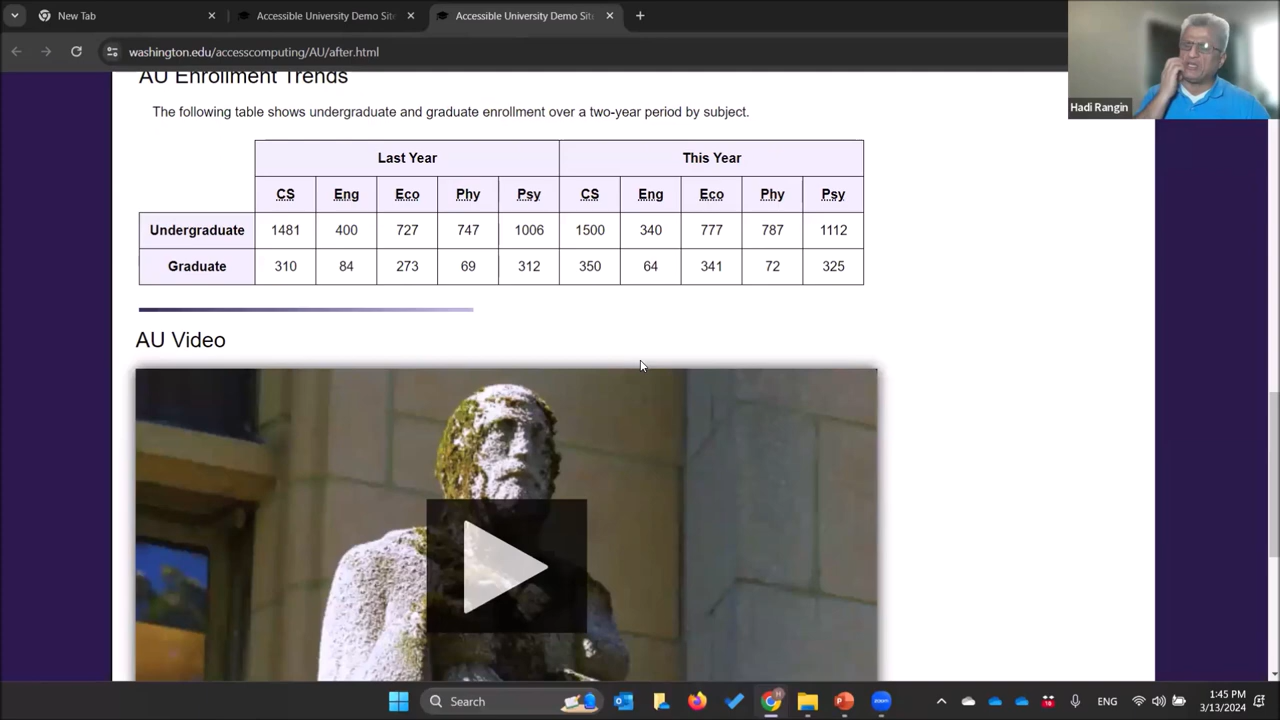 New Tab
Accessible University Demo Site
Accessible University Demo Site
washington.edu/accesscomputing/AU/after.html
Hadi Rangin
AU Enrollment Trends
The following table shows undergraduate and graduate enrollment over a two-year period by subject.
Last Year This Year
CS Eng Eco Phy Psy CS Eng Eco Phy Psy
Undergraduate 1481 400 727 747 1006 1500 340 777 787 1112
Graduate 310 84 273 69 312 350 64 341 72 325
AU Video
Search
zoom
18
ENG
1:45 PM
3/13/2024